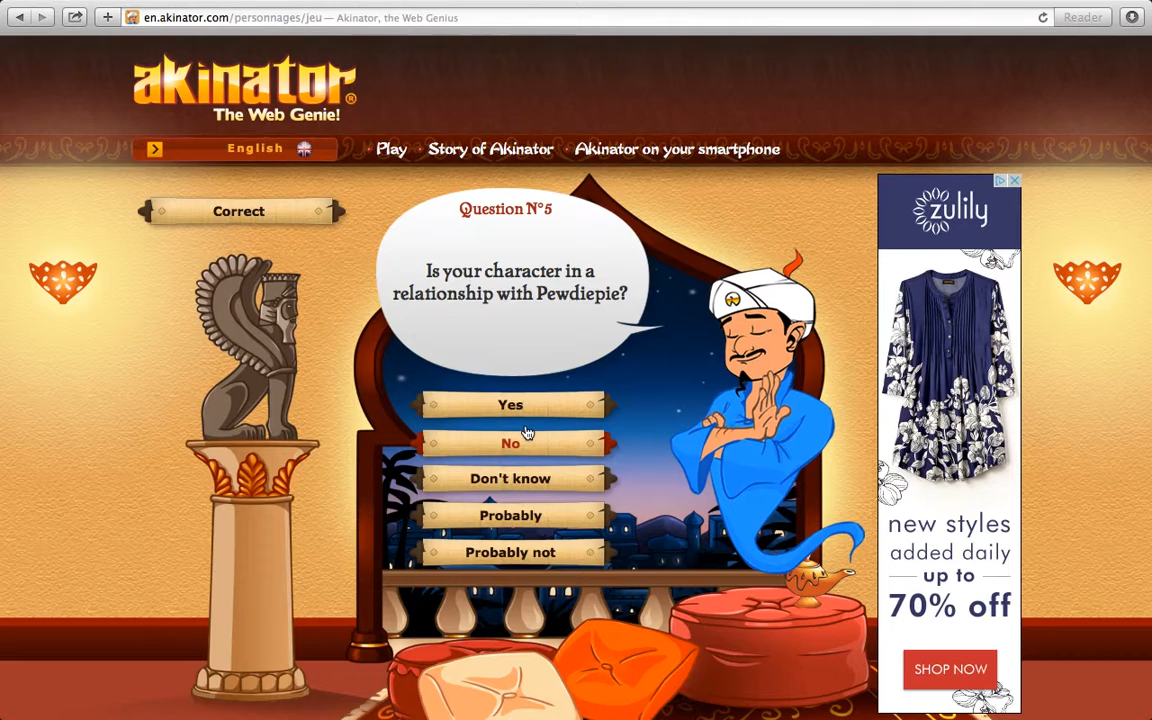 en.akinator.com/personnages/jeu — Akinator, the Web Genius
Reader
akinator®
The Web Genie!
English
Play
Story of Akinator
Akinator on your smartphone
Correct
Question N°5
Is your character in a
relationship with Pewdiepie?
Yes
No
Don't know
Probably
Probably not
zulily
new styles
added daily
up to
70% off
SHOP NOW